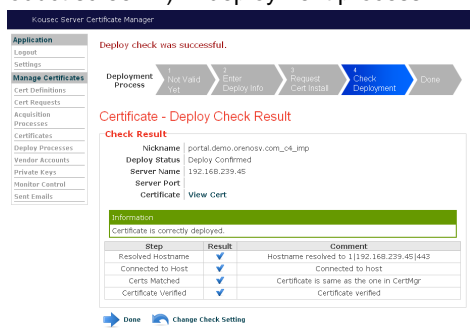 Kousec Server Certificate Manager
Application
Logout
Settings
Manage Certificates
Cert Definitions
Cert Requests
Acquisition
Processes
Certificates
Deploy Processes
Vendor Accounts
Private Keys
Monitor Control
Sent Emails
Deploy check was successful.
Deployment
Process
1
Not Valid
Yet
2
Enter
Deploy Info
3
Request
Cert Install
4
Check
Deployment
Done
Certificate - Deploy Check Result
Check Result
Nickname portal.demo.orenosv.com_c4_imp
Deploy Status Deploy Confirmed
Server Name 192.168.239.45
Server Port
Certificate View Cert
Information
Certificate is correctly deployed.
Step Result Comment
Resolved Hostname Hostname resolved to 1|192.168.239.45|443
Connected to Host Connected to host
Certs Matched Certificate is same as the one in CertMgr
Certificate Verified Certificate verified
Done Change Check Setting